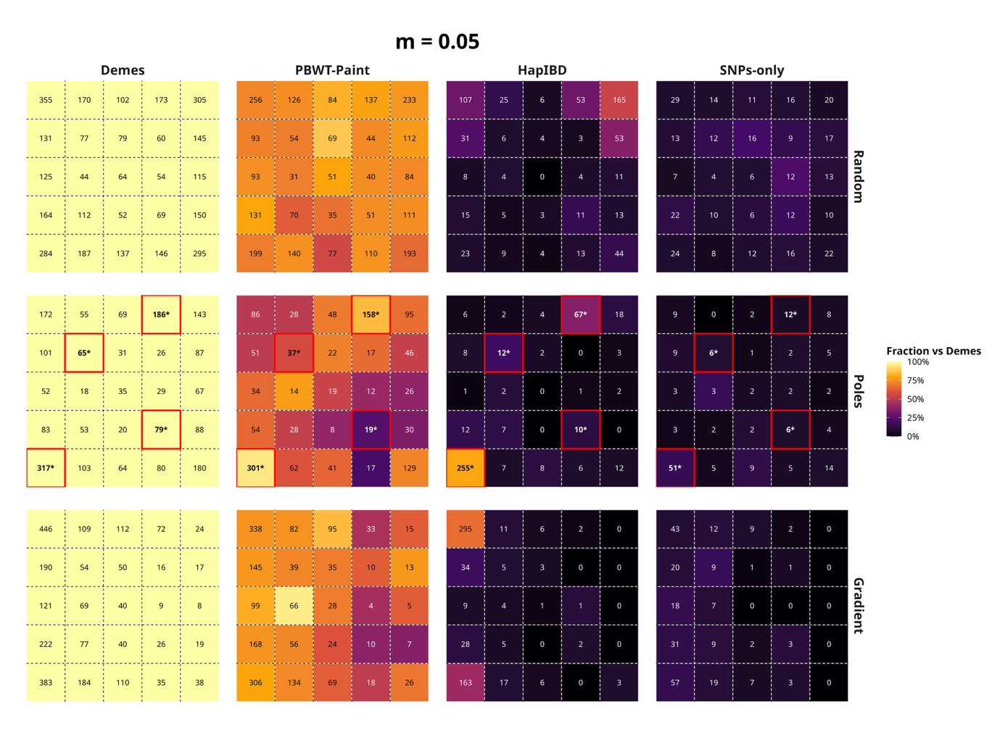 m = 0.05
Demes PBWT-Paint HapIBD SNPs-only
355 170 102 173 305 256 126 84 137 233 107 25 6 53 165 29 14 11 16 20
131 77 79 60 145 93 54 69 44 112 31 6 4 3 53 13 12 16 9 17
125 44 64 54 115 93 31 51 40 84 8 4 0 4 11 7 4 6 12 13
164 112 52 69 150 131 70 35 51 111 15 5 3 11 13 22 10 6 12 10
284 187 137 146 295 199 140 77 110 193 23 9 4 13 44 24 8 12 16 22
Random
172 55 69 186* 143 86 28 48 158* 95 6 2 4 67* 18 9 0 2 12* 8
101 65* 31 26 87 51 37* 22 17 46 8 12* 2 0 3 9 6* 1 2 5
52 18 35 29 67 34 14 19 12 26 1 2 0 1 2 3 3 2 2 2
83 53 20 79* 88 54 28 8 19* 30 12 7 0 10* 0 3 2 2 6* 4
317* 103 64 80 180 301* 62 41 17 129 255* 7 8 6 12 51* 5 9 5 14
Poles
446 109 112 72 24 338 82 95 33 15 295 11 6 2 0 43 12 9 2 0
190 54 50 16 17 145 39 35 10 13 34 5 3 0 0 20 9 1 1 0
121 69 40 9 8 99 66 28 4 5 9 4 1 1 0 18 7 0 0 0
222 77 40 26 19 168 56 24 10 7 28 5 0 2 0 31 9 2 3 0
383 184 110 35 38 306 134 69 18 26 163 17 6 0 3 57 19 7 3 0
Gradient
Fraction vs Demes
100%
75%
50%
25%
0%